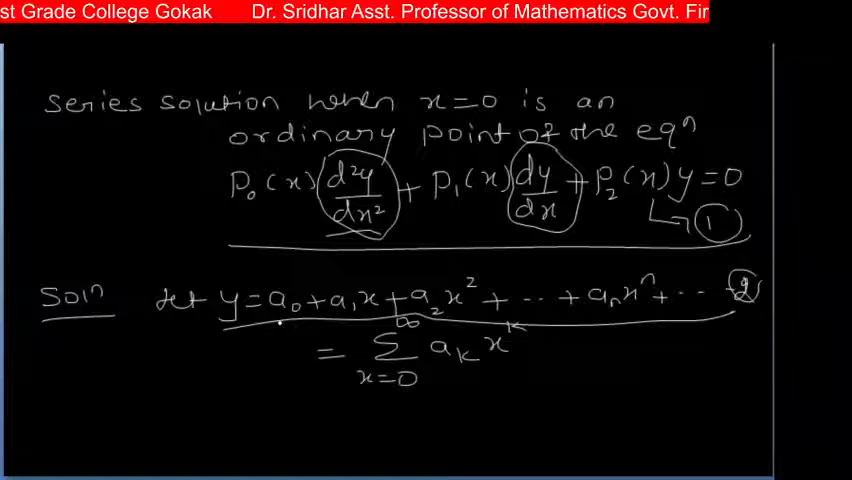 st Grade College Gokak Dr. Sridhar Asst. Professor of Mathematics Govt. Fir
Series solution when x=0 is an
ordinary point of the eqn
P₀(x) d²y/dx² + P₁(x) dy/dx + P₂(x) y = 0
→ ①
Soln Let y = a₀ + a₁x + a₂x² + ... + aₙxⁿ + ... - ②
= ∑_{x=0}^{∞} aₖ xᵏ